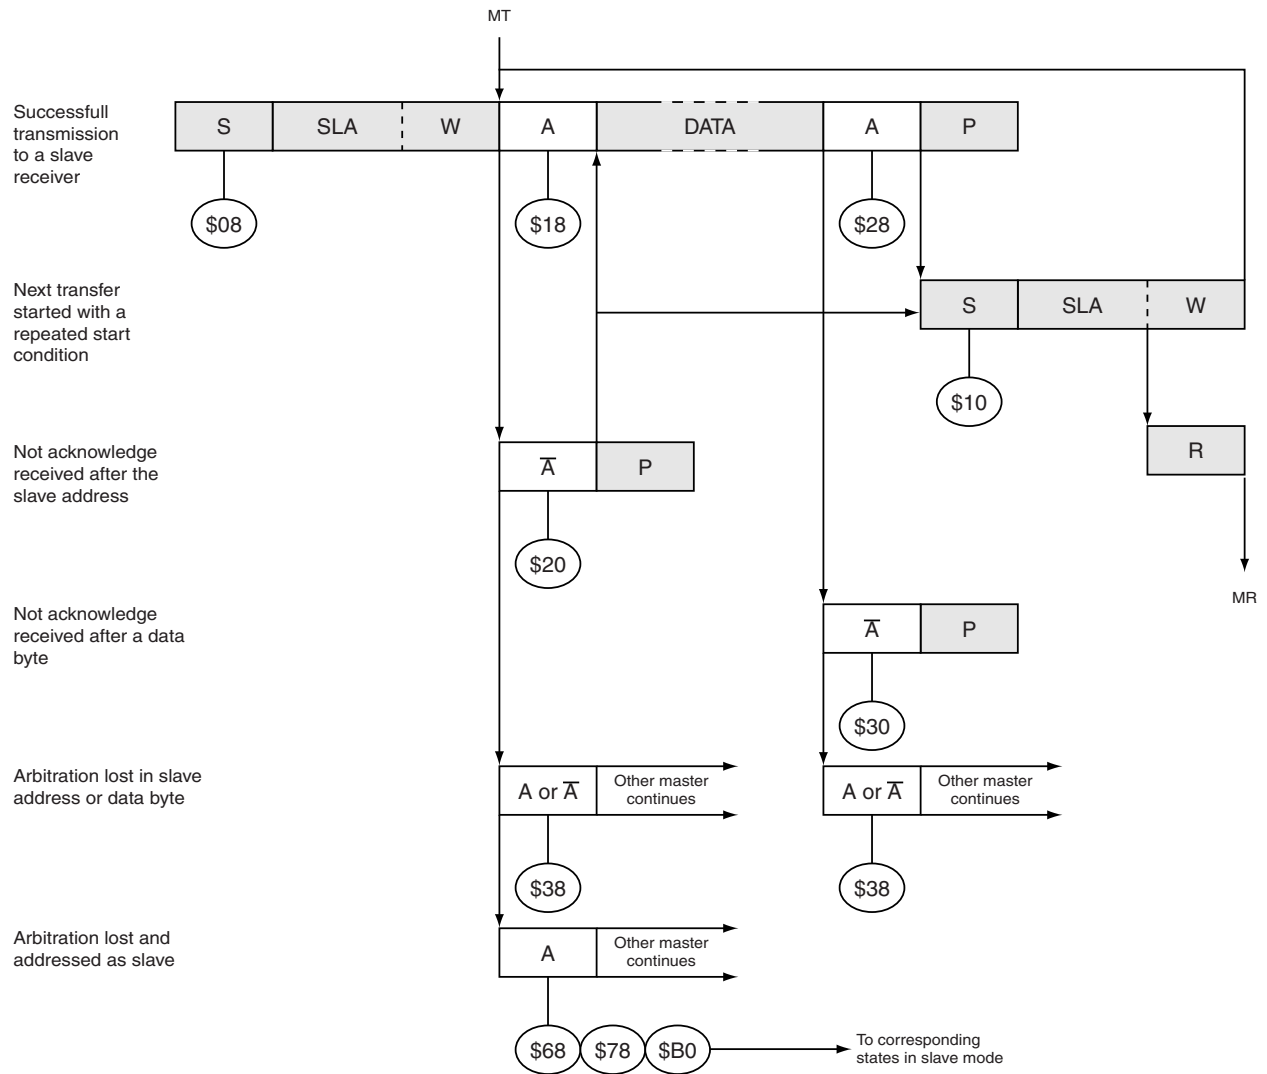 MT
Successfull
transmission
to a slave
receiver
S SLA W A DATA A P
$08 $18 $28
Next transfer
started with a
repeated start
condition
S SLA W
$10
Not acknowledge
received after the
slave address
A̅ P
R
$20
MR
Not acknowledge
received after a data
byte
A̅ P
$30
Arbitration lost in slave
address or data byte
A or A̅
Other master
continues
A or A̅
Other master
continues
$38 $38
Arbitration lost and
addressed as slave
A
Other master
continues
$68 $78 $B0
To corresponding
states in slave mode